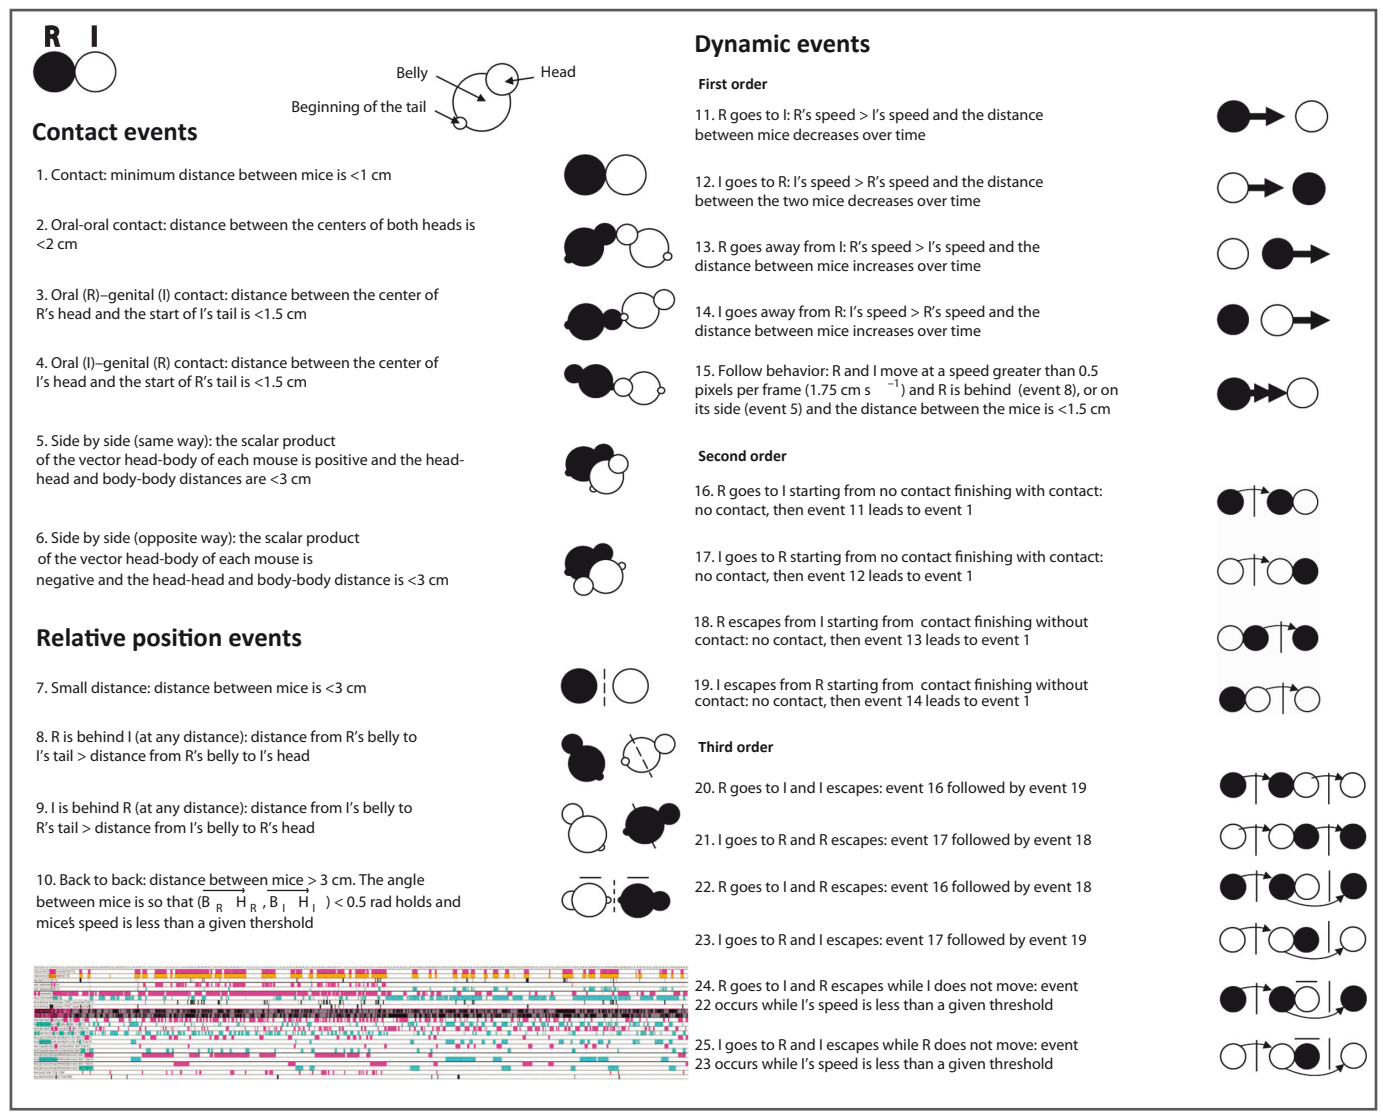 R I
Belly
Head
Beginning of the tail
Contact events
1. Contact: minimum distance between mice is <1 cm
2. Oral-oral contact: distance between the centers of both heads is
<2 cm
3. Oral (R)–genital (I) contact: distance between the center of
R's head and the start of I's tail is <1.5 cm
4. Oral (I)–genital (R) contact: distance between the center of
I's head and the start of R's tail is <1.5 cm
5. Side by side (same way): the scalar product
of the vector head-body of each mouse is positive and the head-
head and body-body distances are <3 cm
6. Side by side (opposite way): the scalar product
of the vector head-body of each mouse is
negative and the head-head and body-body distance is <3 cm
Relative position events
7. Small distance: distance between mice is <3 cm
8. R is behind I (at any distance): distance from R's belly to
I's tail > distance from R's belly to I's head
9. I is behind R (at any distance): distance from I's belly to
R's tail > distance from I's belly to R's head
10. Back to back: distance between mice > 3 cm. The angle
between mice is so that (B R H R , B I H I ) < 0.5 rad holds and
mice's speed is less than a given thershold
Dynamic events
First order
11. R goes to I: R's speed > I's speed and the distance
between mice decreases over time
12. I goes to R: I's speed > R's speed and the distance
between the two mice decreases over time
13. R goes away from I: R's speed > I's speed and the
distance between mice increases over time
14. I goes away from R: I's speed > R's speed and the
distance between mice increases over time
15. Follow behavior: R and I move at a speed greater than 0.5
pixels per frame (1.75 cm s −1) and R is behind (event 8), or on
its side (event 5) and the distance between the mice is <1.5 cm
Second order
16. R goes to I starting from no contact finishing with contact:
no contact, then event 11 leads to event 1
17. I goes to R starting from no contact finishing with contact:
no contact, then event 12 leads to event 1
18. R escapes from I starting from contact finishing without
contact: no contact, then event 13 leads to event 1
19. I escapes from R starting from contact finishing without
contact: no contact, then event 14 leads to event 1
Third order
20. R goes to I and I escapes: event 16 followed by event 19
21. I goes to R and R escapes: event 17 followed by event 18
22. R goes to I and R escapes: event 16 followed by event 18
23. I goes to R and I escapes: event 17 followed by event 19
24. R goes to I and R escapes while I does not move: event
22 occurs while I's speed is less than a given threshold
25. I goes to R and I escapes while R does not move: event
23 occurs while I's speed is less than a given threshold